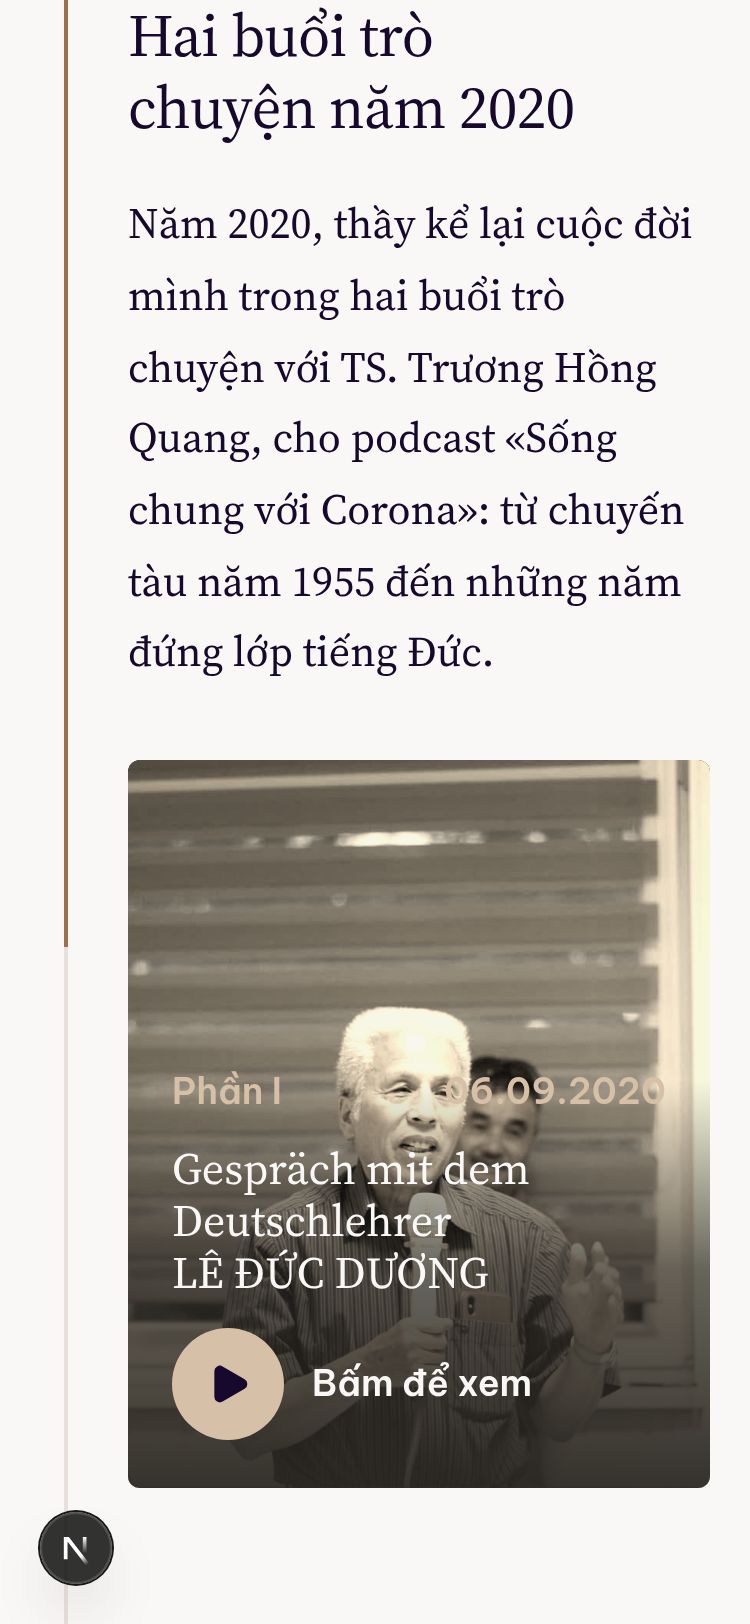 Hai buổi trò
chuyện năm 2020
Năm 2020, thầy kể lại cuộc đời
mình trong hai buổi trò
chuyện với TS. Trương Hồng
Quang, cho podcast «Sống
chung với Corona»: từ chuyến
tàu năm 1955 đến những năm
đứng lớp tiếng Đức.
Phần I 06.09.2020
Gespräch mit dem
Deutschlehrer
LÊ ĐỨC DƯƠNG
Bấm để xem
N